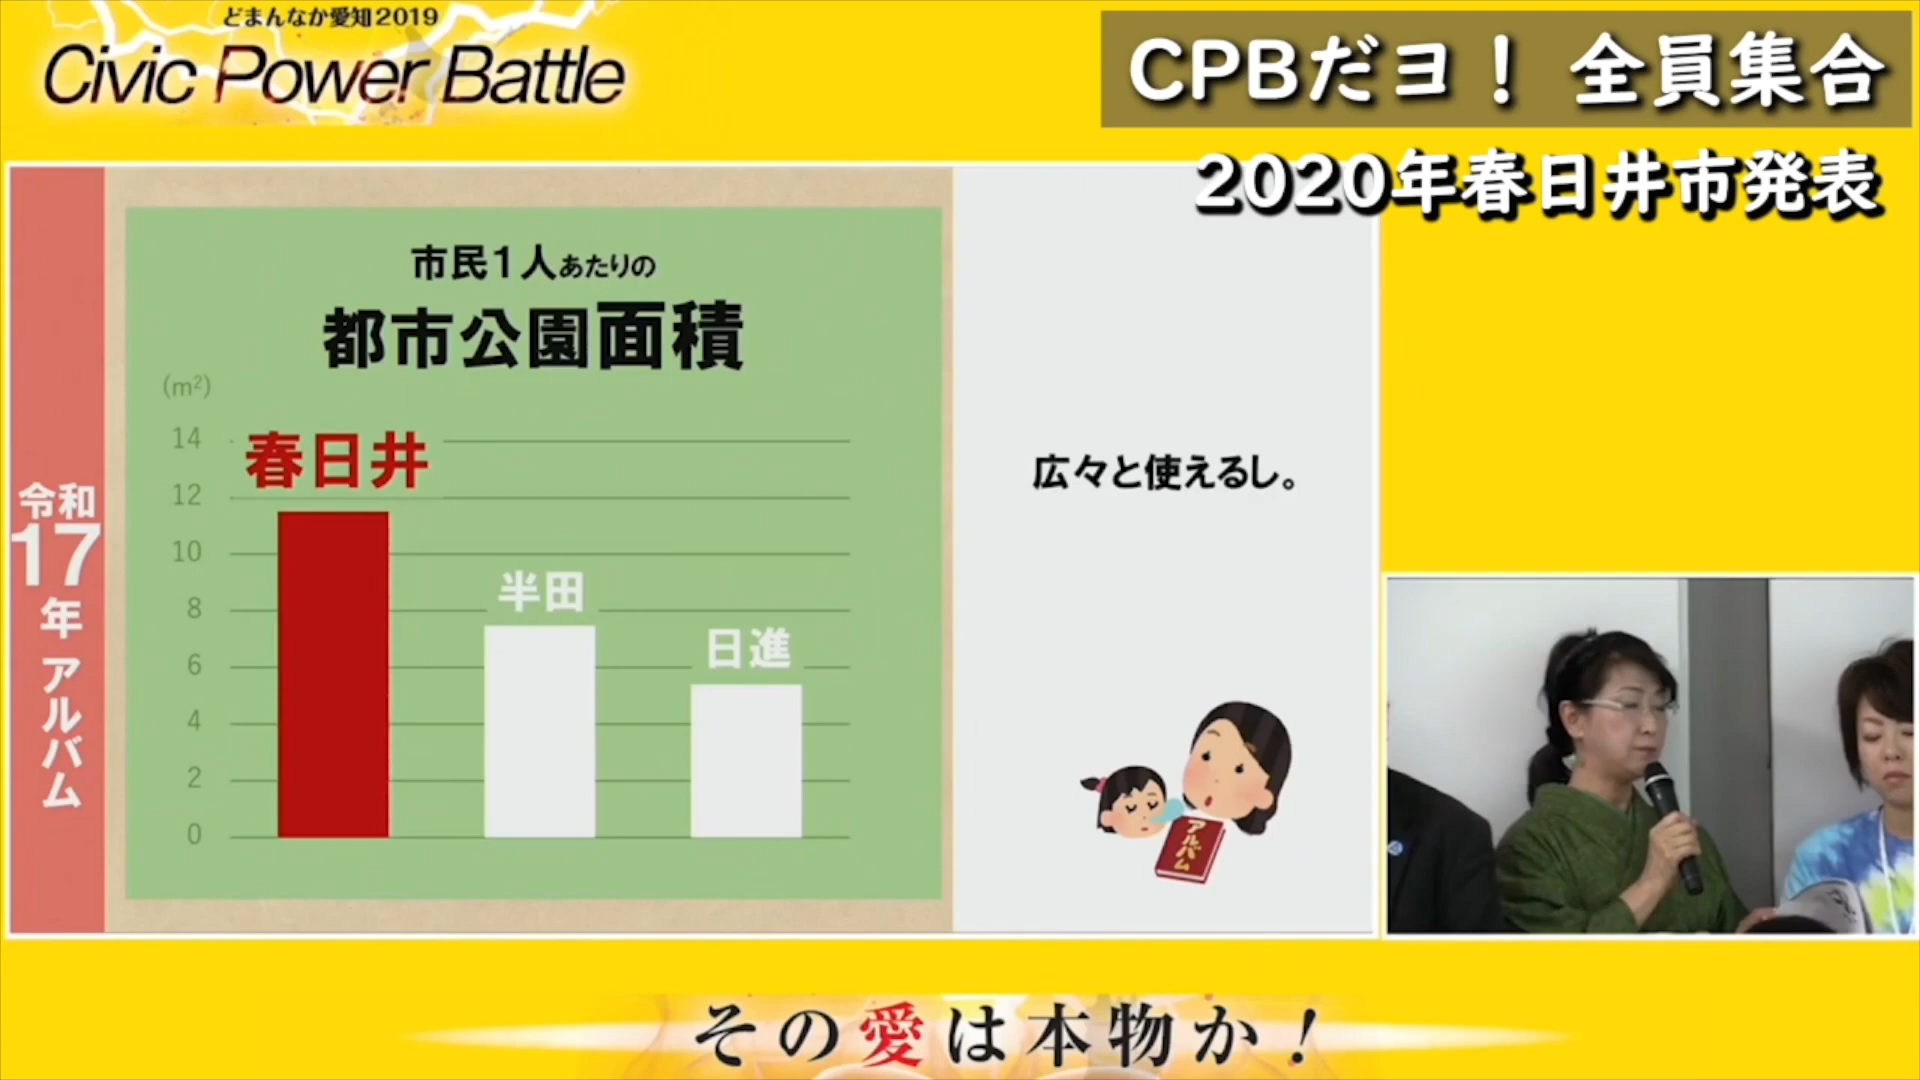 どまんなか愛知2019
Civic Power Battle
CPBだヨ！ 全員集合
2020年春日井市発表
令和
17
年
アルバム
市民1人あたりの
都市公園面積
(m²)
14
12
10
8
6
4
2
0
春日井
半田
日進
広々と使えるし。
アルバム
その愛は本物か！